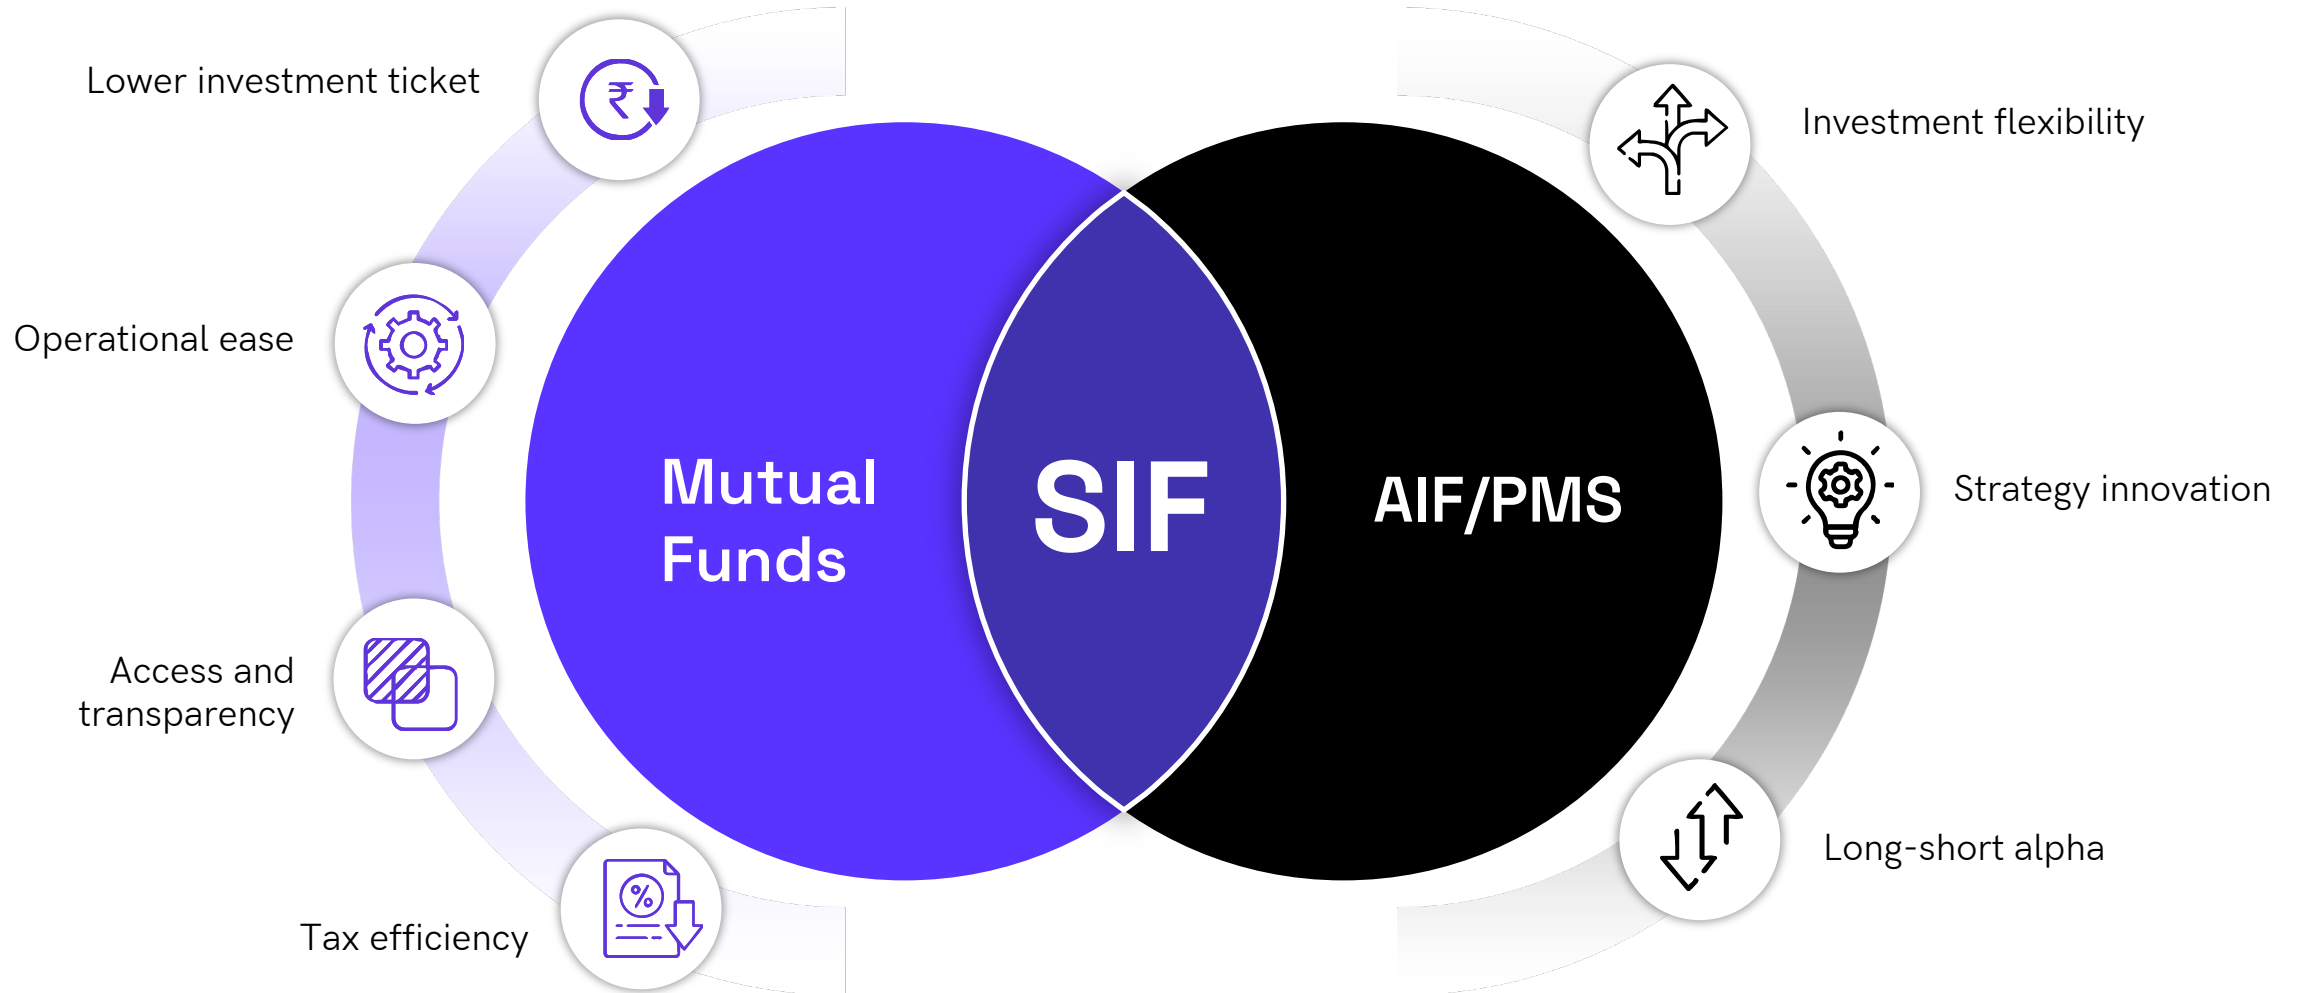 Lower investment ticket
Operational ease
Access and
transparency
Tax efficiency
₹
%
Mutual
Funds
SIF
AIF/PMS
Investment flexibility
Strategy innovation
Long-short alpha